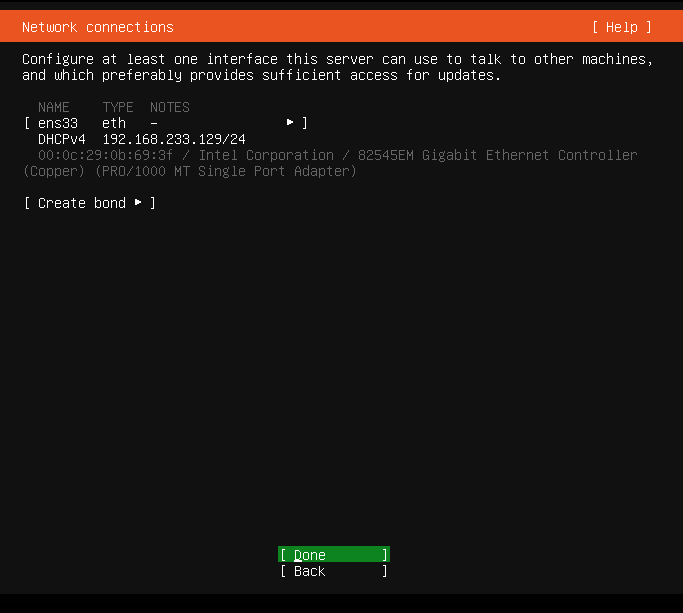 Network connections [ Help ]
Configure at least one interface this server can use to talk to other machines,
and which preferably provides sufficient access for updates.
NAME TYPE NOTES
[ ens33 eth – ▸ ]
DHCPv4 192.168.233.129/24
00:0c:29:0b:69:3f / Intel Corporation / 82545EM Gigabit Ethernet Controller
(Copper) (PRO/1000 MT Single Port Adapter)
[ Create bond ▸ ]
[ Done ]
[ Back ]